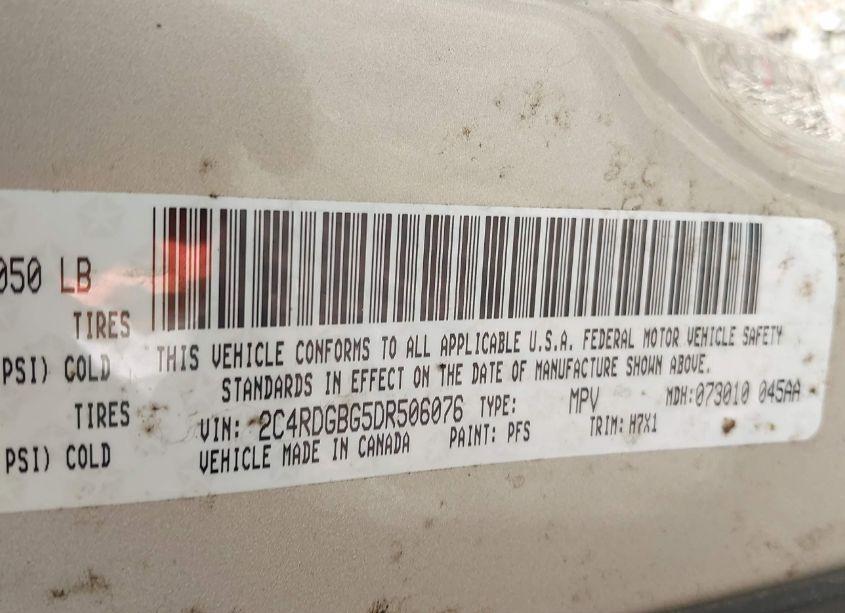 050 LB
TIRES
PSI) COLD
TIRES
PSI) COLD
THIS VEHICLE CONFORMS TO ALL APPLICABLE U.S.A. FEDERAL MOTOR VEHICLE SAFETY
STANDARDS IN EFFECT ON THE DATE OF MANUFACTURE SHOWN ABOVE.
VIN: 2C4RDGBG5DR506076 TYPE: MPV MDH:073010 045AA
VEHICLE MADE IN CANADA PAINT: PFS TRIM: H7X1